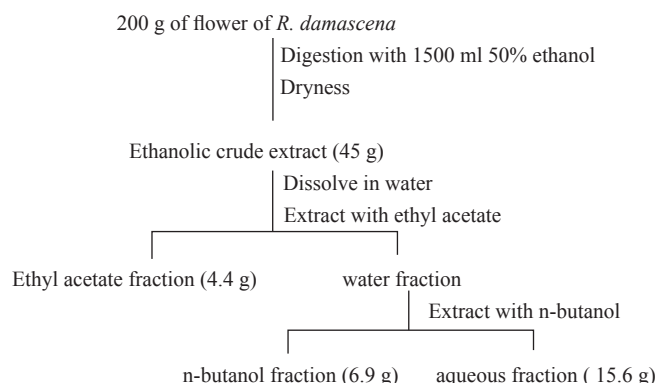 200 g of flower of R. damascena
Digestion with 1500 ml 50% ethanol
Dryness
Ethanolic crude extract (45 g)
Dissolve in water
Extract with ethyl acetate
Ethyl acetate fraction (4.4 g) water fraction
Extract with n-butanol
n-butanol fraction (6.9 g) aqueous fraction ( 15.6 g)